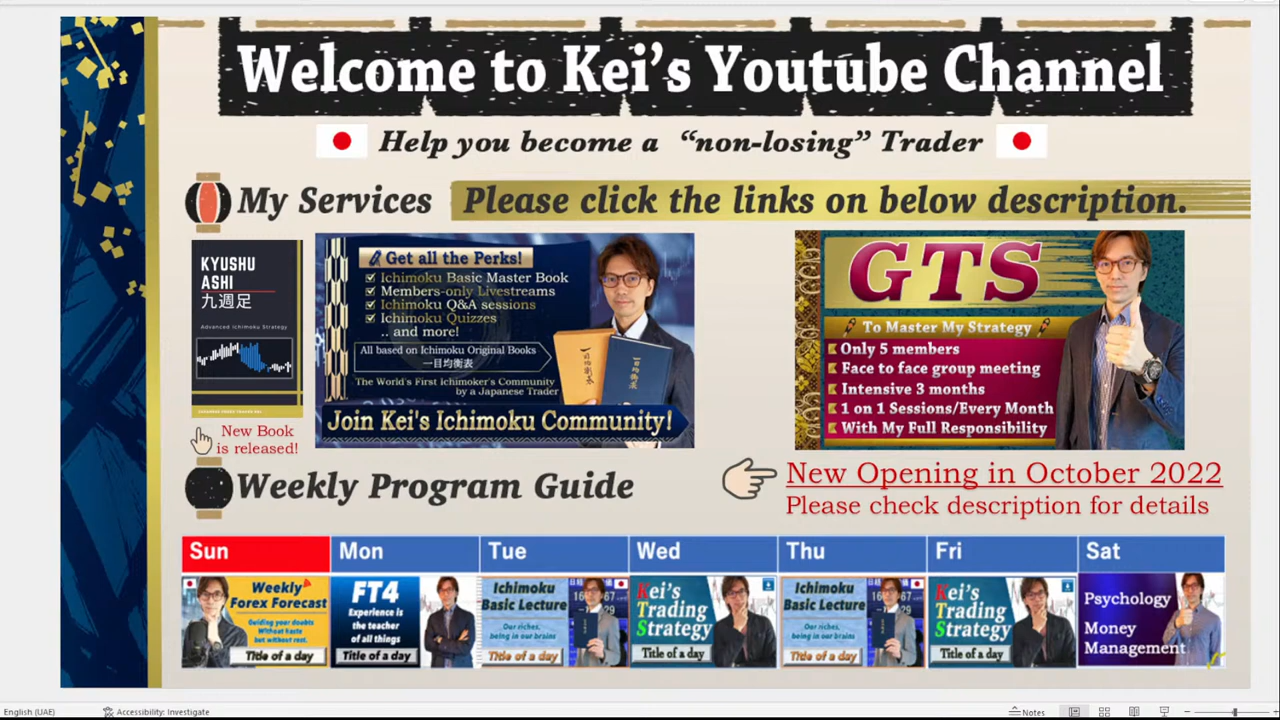 Welcome to Kei's Youtube Channel
Help you become a “non-losing” Trader
My Services
Please click the links on below description.
KYUSHU
ASHI
九週足
Advanced Ichimoku Strategy
New Book
is released!
Get all the Perks!
Ichimoku Basic Master Book
Members-only Livestreams
Ichimoku Q&A sessions
Ichimoku Quizzes
.. and more!
All based on Ichimoku Original Books
一目均衡表
The World's First Ichimoker's Community
by a Japanese Trader
Join Kei's Ichimoku Community!
GTS
To Master My Strategy
Only 5 members
Face to face group meeting
Intensive 3 months
1 on 1 Sessions/Every Month
With My Full Responsibility
New Opening in October 2022
Please check description for details
Weekly Program Guide
Sun
Mon
Tue
Wed
Thu
Fri
Sat
Weekly
Forex Forecast
Guiding your doubts
Without haste
but without rest.
Title of a day
FT4
Experience is
the teacher
of all things
Title of a day
Ichimoku
Basic Lecture
Our riches,
being in our brains
Title of a day
Kei's
Trading
Strategy
Title of a day
Ichimoku
Basic Lecture
Our riches,
being in our brains
Title of a day
Kei's
Trading
Strategy
Title of a day
Psychology
Money
Management
English (UAE)
Accessibility: Investigate
Notes